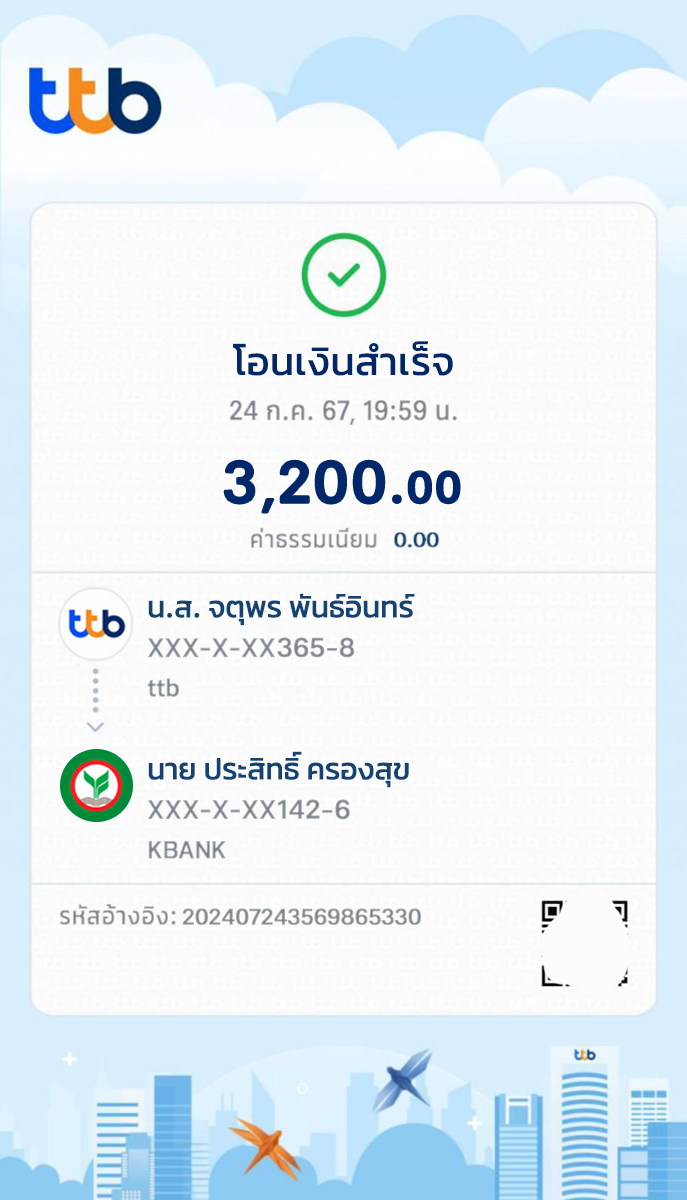 ttb
โอนเงินสำเร็จ
24 ก.ค. 67, 19:59 น.
3,200.00
ค่าธรรมเนียม 0.00
ttb
น.ส. จตุพร พันธ์อินทร์
XXX-X-XX365-8
ttb
นาย ประสิทธิ์ ครองสุข
XXX-X-XX142-6
KBANK
รหัสอ้างอิง: 202407243569865330
ttb